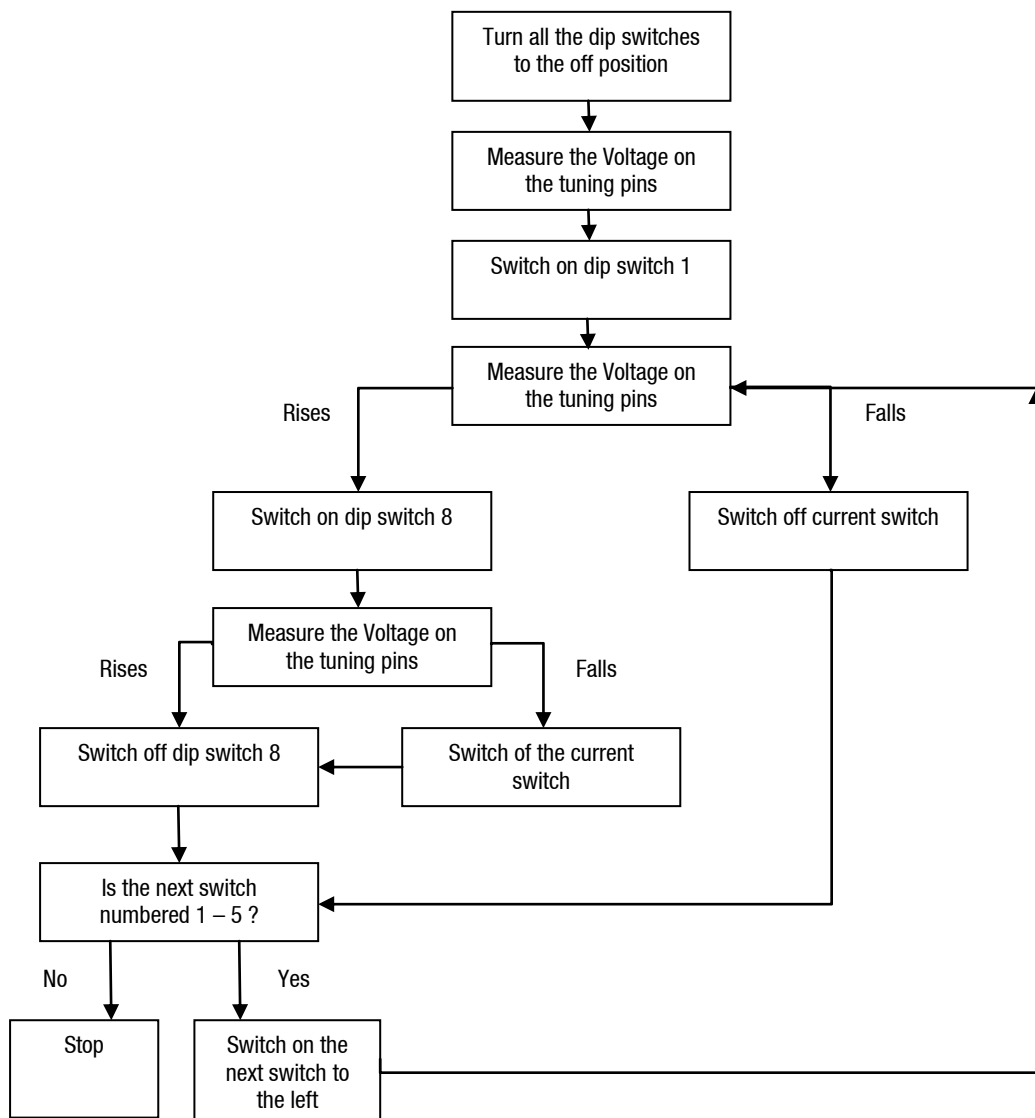 Turn all the dip switches
to the off position
Measure the Voltage on
the tuning pins
Switch on dip switch 1
Measure the Voltage on
the tuning pins
Rises
Falls
Switch on dip switch 8
Switch off current switch
Measure the Voltage on
the tuning pins
Rises
Falls
Switch off dip switch 8
Switch of the current
switch
Is the next switch
numbered 1 – 5 ?
No
Yes
Stop
Switch on the
next switch to
the left